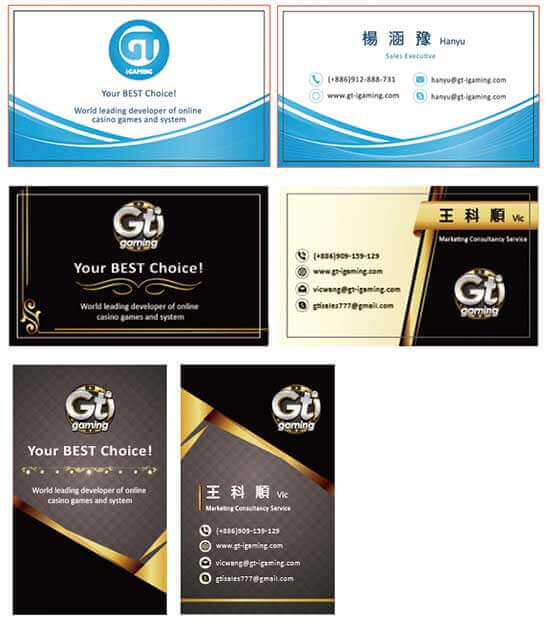 GTi
iGAMING
Your BEST Choice!
World leading developer of online
casino games and system
楊 涵 豫 Hanyu
Sales Executive
(+886)912-888-731
hanyu@gt-igaming.com
www.gt-igaming.com
hanyu@gt-igaming.com
Gti
gaming
Your BEST Choice!
World leading developer of online
casino games and system
王 科 順 Vic
Marketing Consultancy Service
(+886)909-139-129
www.gt-igaming.com
vicwang@gt-igaming.com
gtisales777@gmail.com
Gti
gaming
Gti
gaming
Your BEST Choice!
World leading developer of online
casino games and system
Gti
gaming
王 科 順 Vic
Marketing Consultancy Service
(+886)909-139-129
www.gt-igaming.com
vicwang@gt-igaming.com
gtisales777@gmail.com